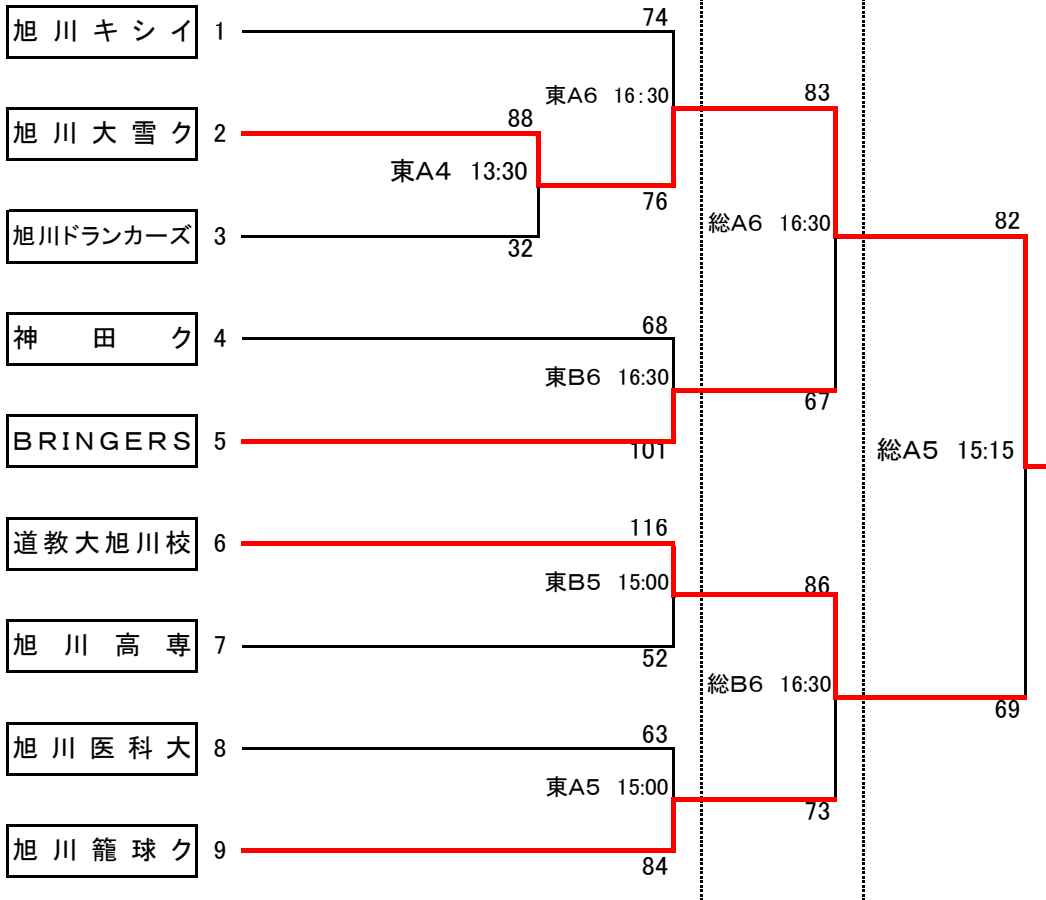 74
旭川キシイ 1
東A6 16:30
83
88
旭川大雪ク 2
東A4 13:30
76
総A6 16:30
82
旭川ドランカーズ 3
32
68
神田ク 4
東B6 16:30
67
BRINGERS 5
101
総A5 15:15
116
道教大旭川校 6
東B5 15:00
86
旭川高専 7
52
総B6 16:30
69
63
旭川医科大 8
東A5 15:00
73
旭川籠球ク 9
84